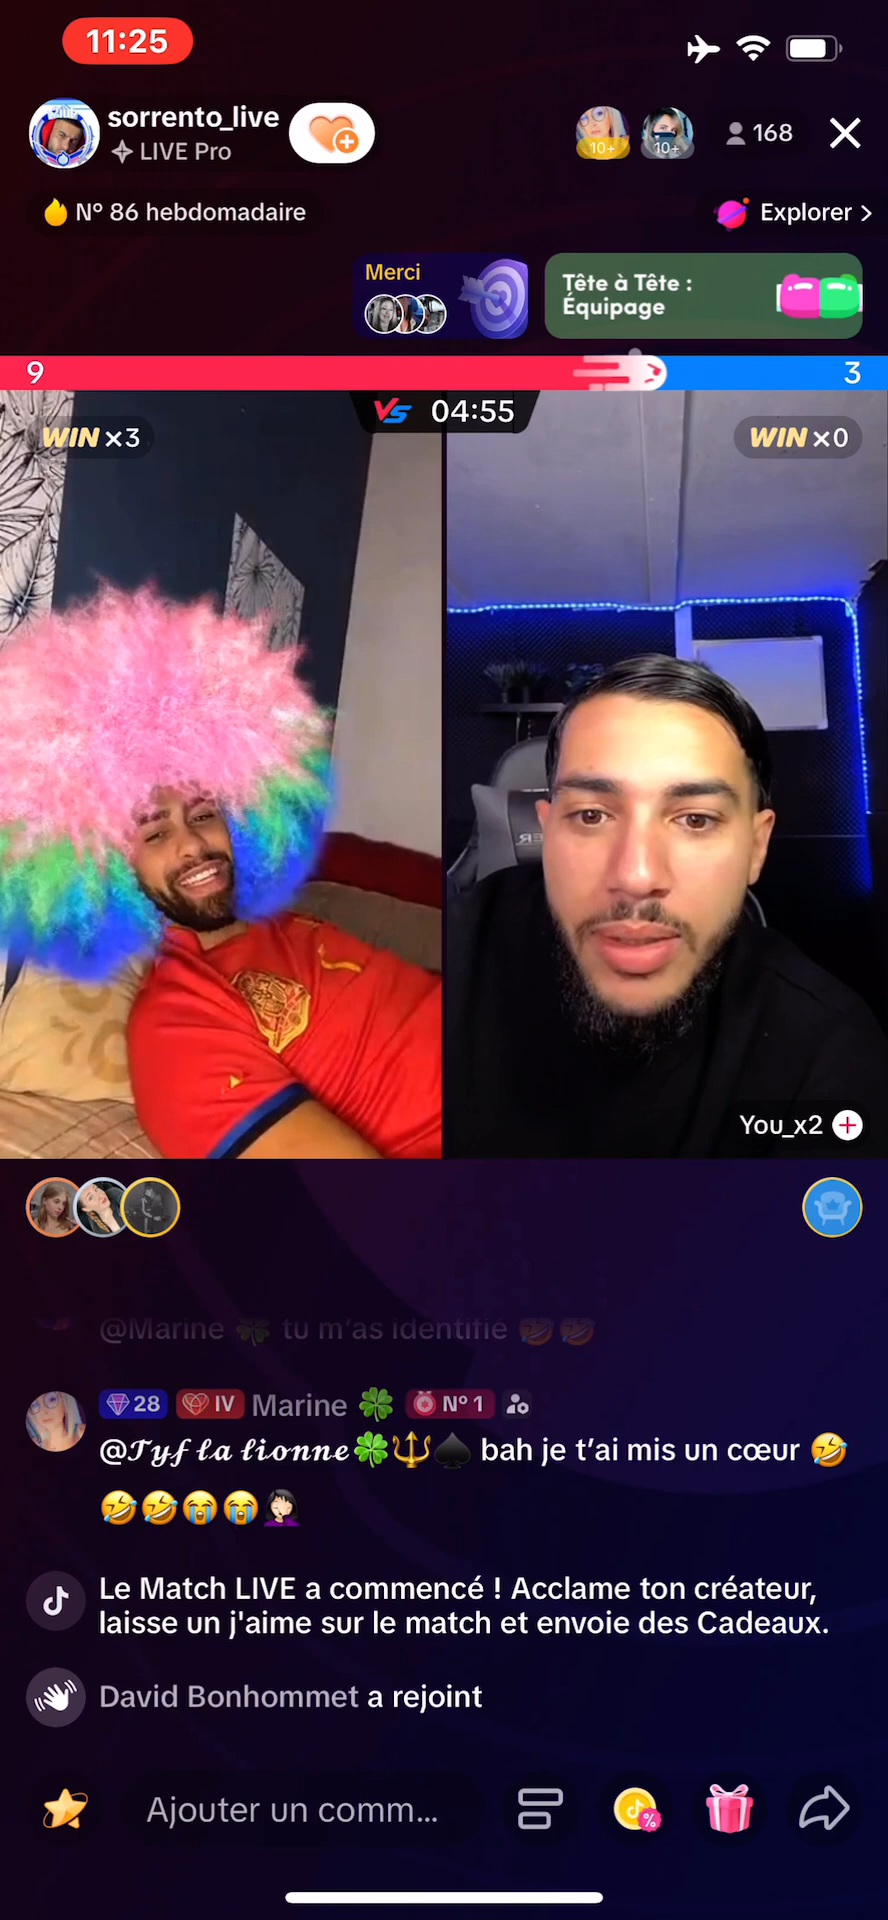 11:25
sorrento_live
LIVE Pro
10+
10+
168
N° 86 hebdomadaire
Explorer >
Merci
Tête à Tête :
Équipage
9
3
VS 04:55
WIN ×3
WIN ×0
You_x2
@Marine 🍀 tu m'as identifié 🤣🤣
28 IV Marine 🍀 N° 1
@𝒯𝓎𝒻 𝓁𝒶 𝓁𝒾𝑜𝓃𝓃𝑒🍀🔱♠️ bah je t'ai mis un cœur 🤣
🤣🤣😭😭🤦🏻‍♀️
Le Match LIVE a commencé ! Acclame ton créateur,
laisse un j'aime sur le match et envoie des Cadeaux.
David Bonhommet a rejoint
Ajouter un comm...